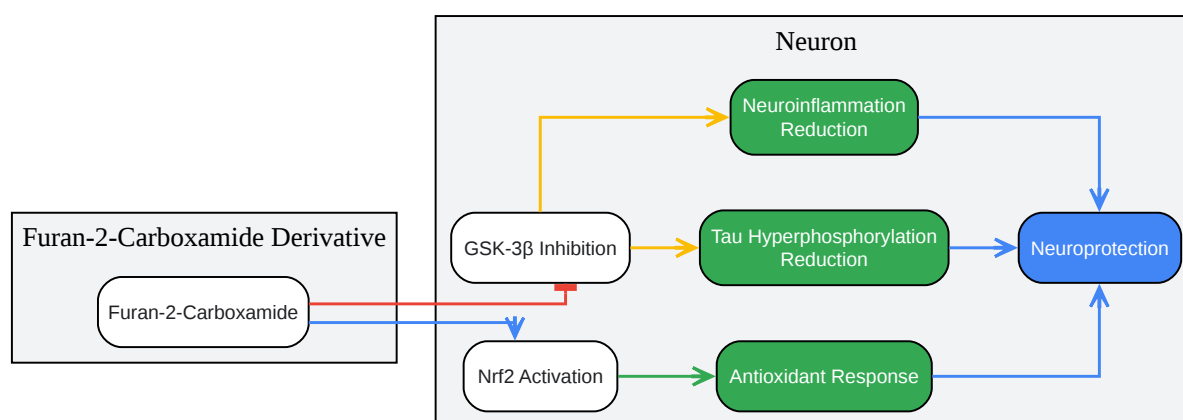 Neuron
Neuroinflammation
Reduction
Furan-2-Carboxamide Derivative
GSK-3β Inhibition
Tau Hyperphosphorylation
Reduction
Neuroprotection
Furan-2-Carboxamide
Nrf2 Activation
Antioxidant Response